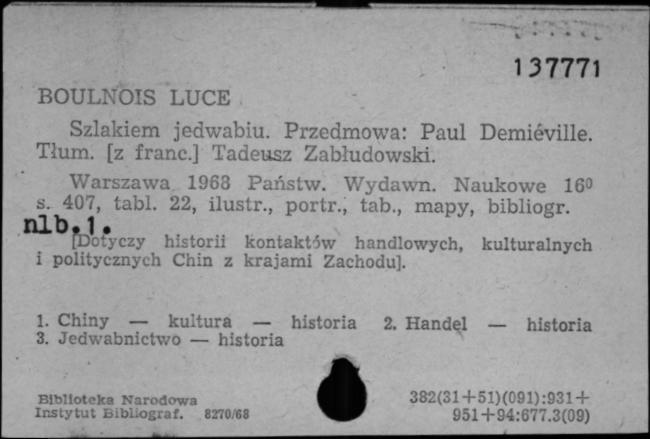 137771
BOULNOIS LUCE
Szlakiem jedwabiu. Przedmowa: Paul Demiéville.
Tłum. [z franc.] Tadeusz Zabłudowski.
Warszawa 1968 Państw. Wydawn. Naukowe 16⁰
s. 407, tabl. 22, ilustr., portr., tab., mapy, bibliogr.
nlb.1.
[Dotyczy historii kontaktów handlowych, kulturalnych
i politycznych Chin z krajami Zachodu].
1. Chiny — kultura — historia 2. Handel — historia
3. Jedwabnictwo — historia
Biblioteka Narodowa 382(31+51)(091):931+
Instytut Bibliograf. 8270/68 951+94:677.3(09)